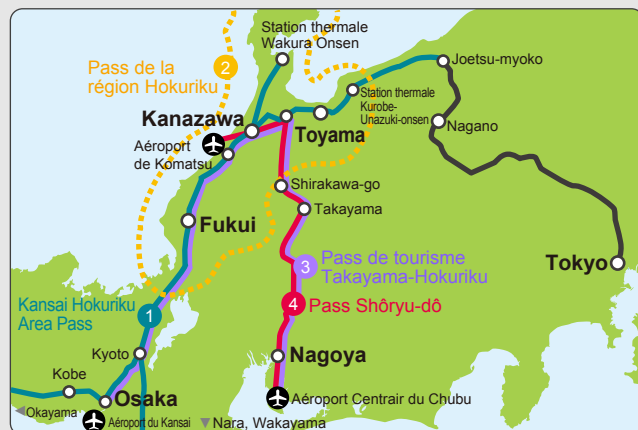 Station thermale
Wakura Onsen
Pass de la
région Hokuriku
2
Joetsu-myoko
Station thermale
Kurobe-
Unazuki-onsen
Kanazawa
Toyama
Nagano
Aéroport
de Komatsu
Shirakawa-go
Takayama
Fukui
3
Pass de tourisme
Takayama-Hokuriku
Tokyo
Kansai Hokuriku
Area Pass
1
4
Pass Shôryu-dô
Kyoto
Nagoya
Kobe
Osaka
Aéroport Centrair du Chubu
Okayama
Aéroport du Kansai
Nara, Wakayama